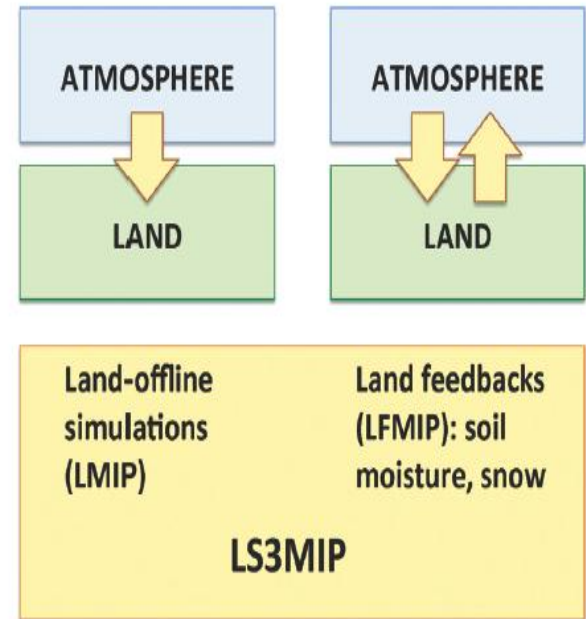 ATMOSPHERE
LAND
ATMOSPHERE
LAND
Land-offline
simulations
(LMIP)
Land feedbacks
(LFMIP): soil
moisture, snow
LS3MIP